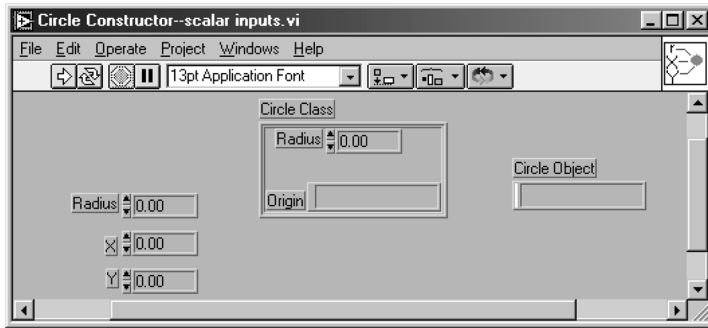 Circle Constructor--scalar inputs.vi
File Edit Operate Project Windows Help
13pt Application Font
Circle Class
Radius 0.00
Circle Object
Origin
Radius 0.00
X 0.00
Y 0.00